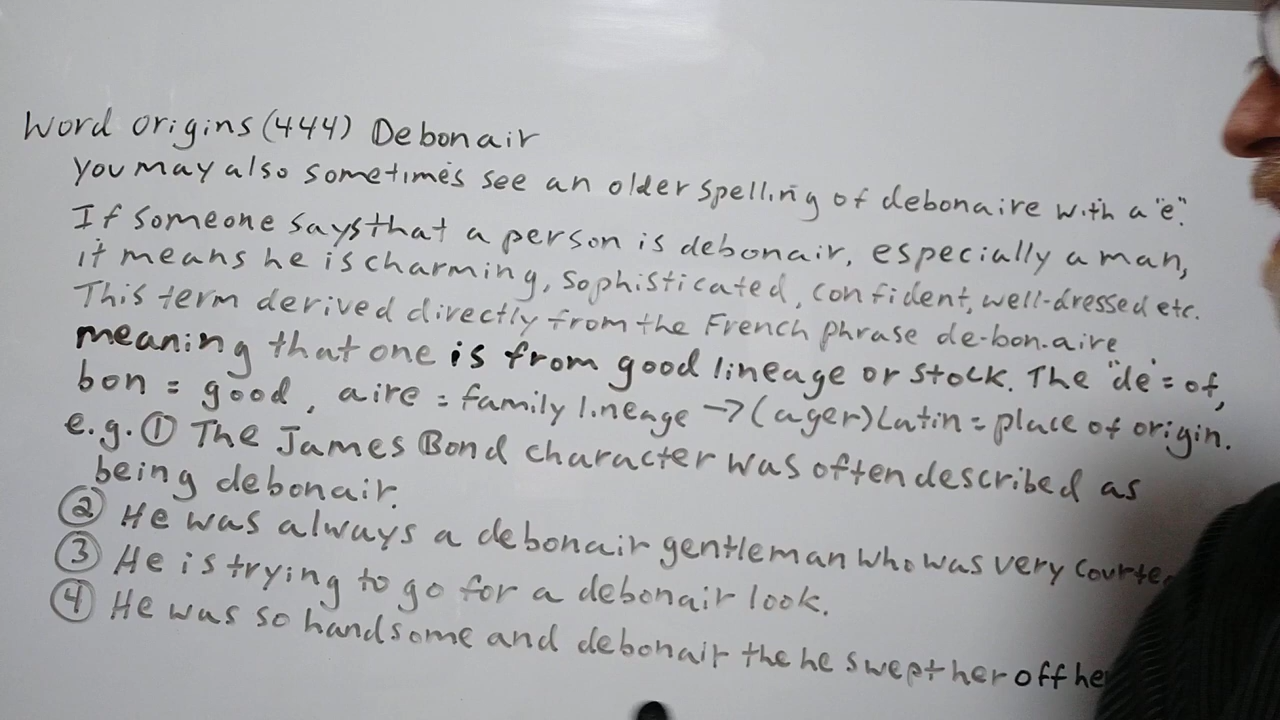 Word Origins (444) Debonair
You may also sometimes see an older spelling of debonaire with a "e".
If someone says that a person is debonair, especially a man,
it means he is charming, sophisticated, confident, well-dressed etc.
This term derived directly from the French phrase de-bon-aire
meaning that one is from good lineage or stock. The "de" = of,
bon = good, aire = family lineage → (ager) Latin = place of origin.
e.g. ① The James Bond character was often described as
being debonair.
② He was always a debonair gentleman who was very courte
③ He is trying to go for a debonair look.
④ He was so handsome and debonair the he swept her off he